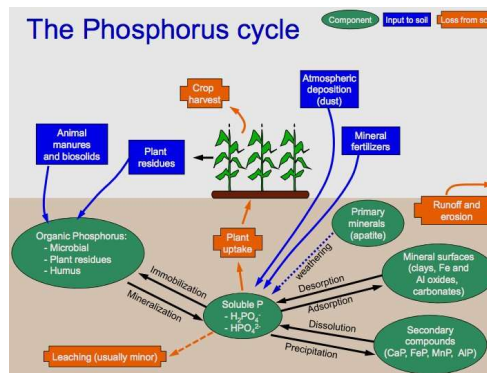 The Phosphorus cycle
Component
Input to soil
Loss from so
Atmospheric
deposition
(dust)
Crop
harvest
Animal
manures
and biosolids
Plant
residues
Mineral
fertilizers
Primary
minerals
(apatite)
Runoff and
erosion
Organic Phosphorus:
- Microbial
- Plant residues
- Humus
Plant
uptake
weathering
Mineral surfaces
(clays, Fe and
Al oxides,
carbonates)
Immobilization
Mineralization
Desorption
Adsorption
Soluble P
- H₂PO₄⁻
- HPO₄²⁻
Dissolution
Precipitation
Secondary
compounds
(CaP, FeP, MnP, AlP)
Leaching (usually minor)